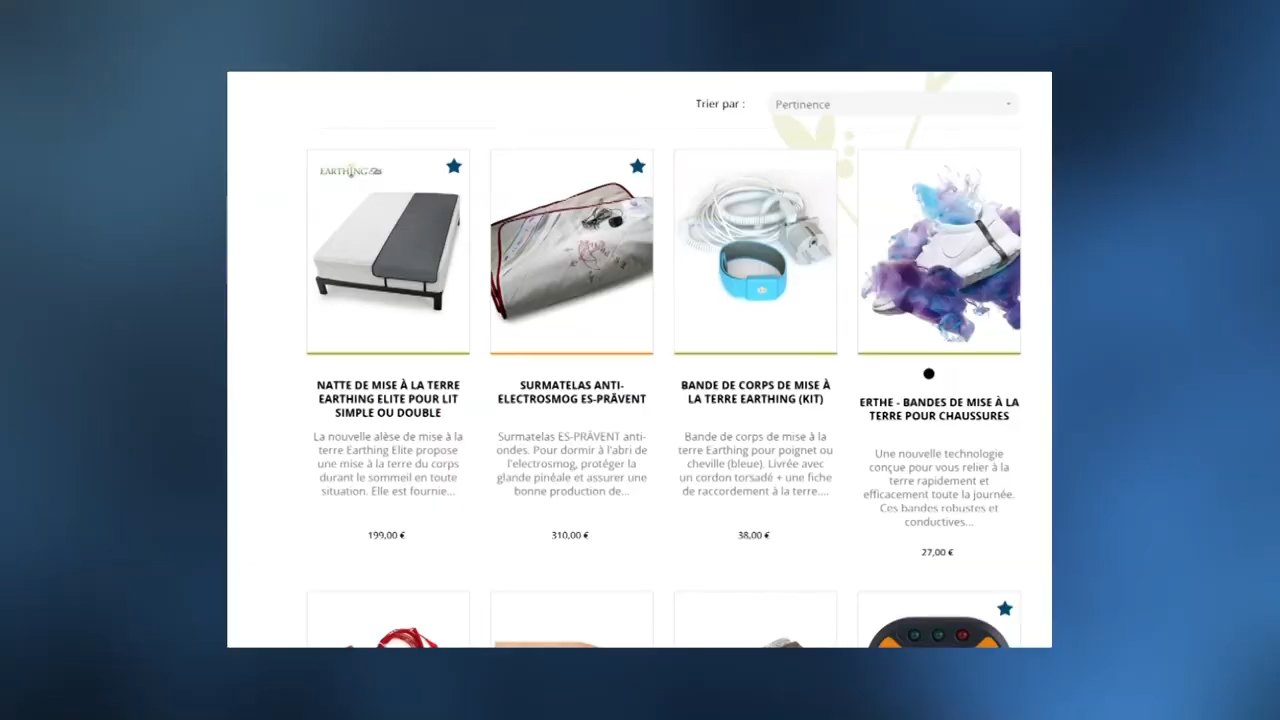 Trier par :
Pertinence
EARTHING Elite
NATTE DE MISE À LA TERRE
EARTHING ELITE POUR LIT
SIMPLE OU DOUBLE
La nouvelle alèse de mise à la
terre Earthing Elite propose
une mise à la terre du corps
durant le sommeil en toute
situation. Elle est fournie...
199,00 €
SURMATELAS ANTI-
ELECTROSMOG ES-PRÄVENT
Surmatelas ES-PRÄVENT anti-
ondes. Pour dormir à l'abri de
l'electrosmog, protéger la
glande pinéale et assurer une
bonne production de...
310,00 €
BANDE DE CORPS DE MISE À
LA TERRE EARTHING (KIT)
Bande de corps de mise à la
terre Earthing pour poignet ou
cheville (bleue). Livrée avec
un cordon torsadé + une fiche
de raccordement à la terre....
38,00 €
ERTHE - BANDES DE MISE À LA
TERRE POUR CHAUSSURES
Une nouvelle technologie
conçue pour vous relier à la
terre rapidement et
efficacement toute la journée.
Ces bandes robustes et
conductives...
27,00 €